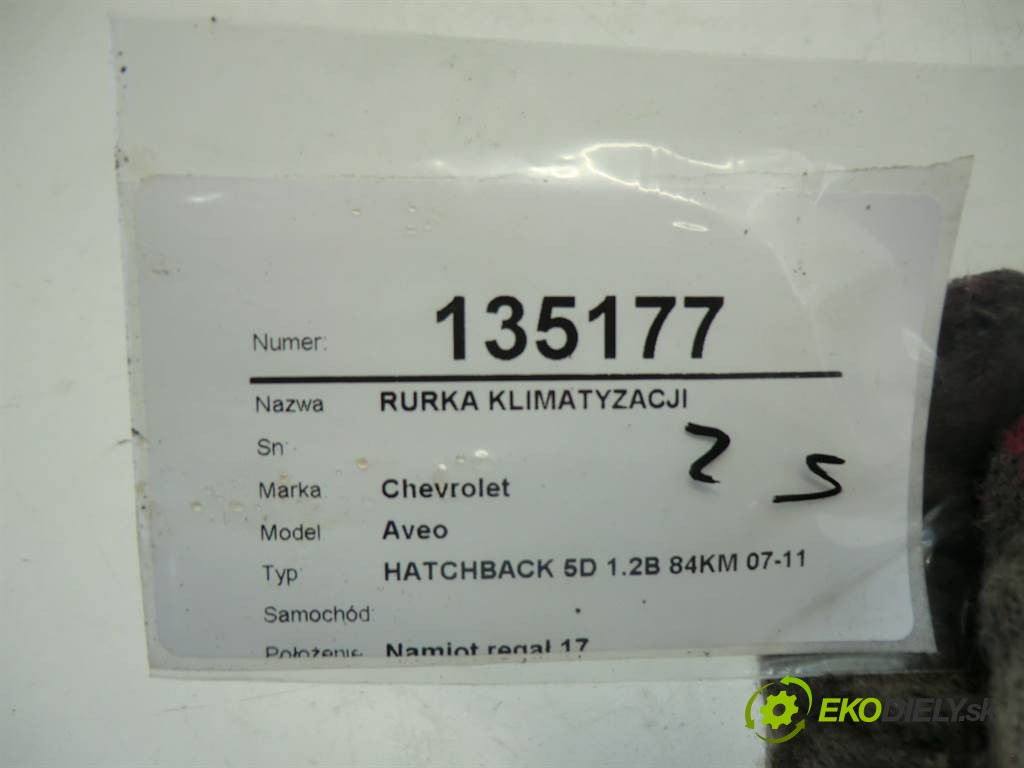 Numer: 135177
Nazwa RURKA KLIMATYZACJI
Sn:
2 S
Marka Chevrolet
Model Aveo
Typ HATCHBACK 5D 1.2B 84KM 07-11
Samochód:
Położenie Namiot regal 17
EKODIELY.sk